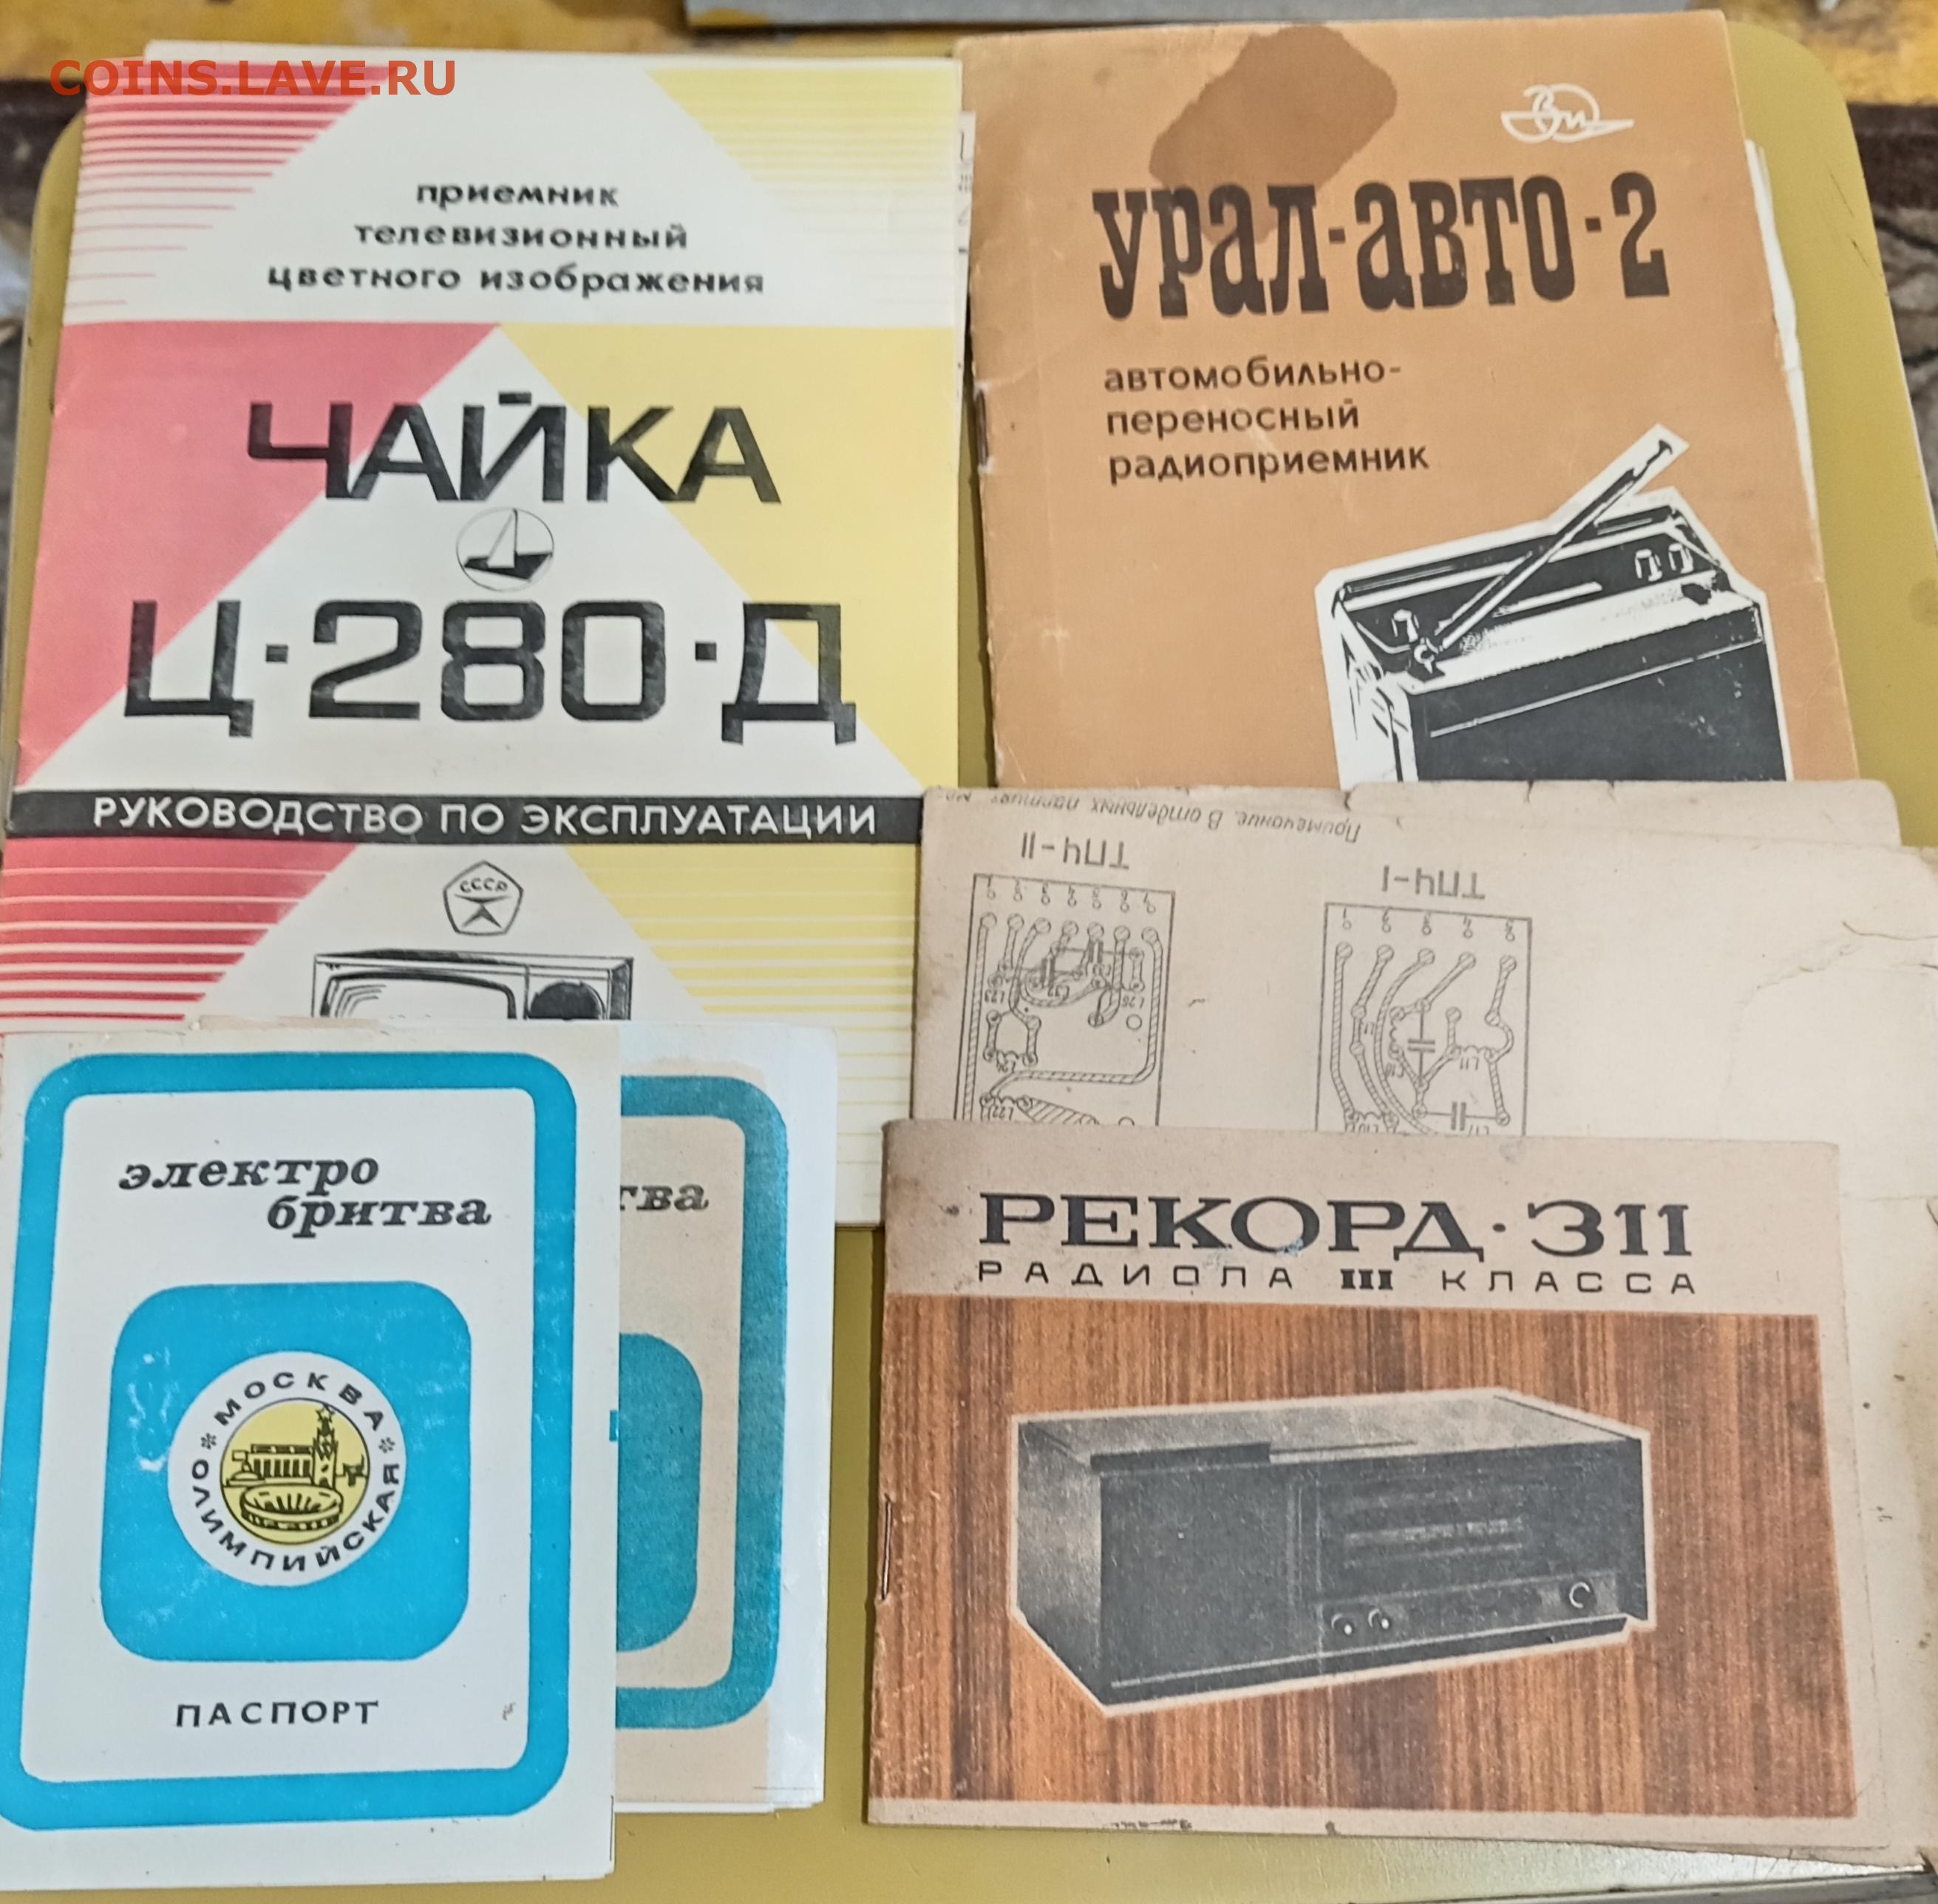 COINS.LAVE.RU
приемник
телевизионный
цветного изображения
ЧАЙКА
Ц·280·Д
РУКОВОДСТВО ПО ЭКСПЛУАТАЦИИ
СССР
УРАЛ-АВТО-2
автомобильно-
переносный
радиоприемник
Примечание. В отдельных партиях
ТПЧ-II
ТПЧ-I
электро
бритва
МОСКВА
ОЛИМПИЙСКАЯ
ПАСПОРТ
тва
РЕКОРД·311
РАДИОЛА III КЛАССА